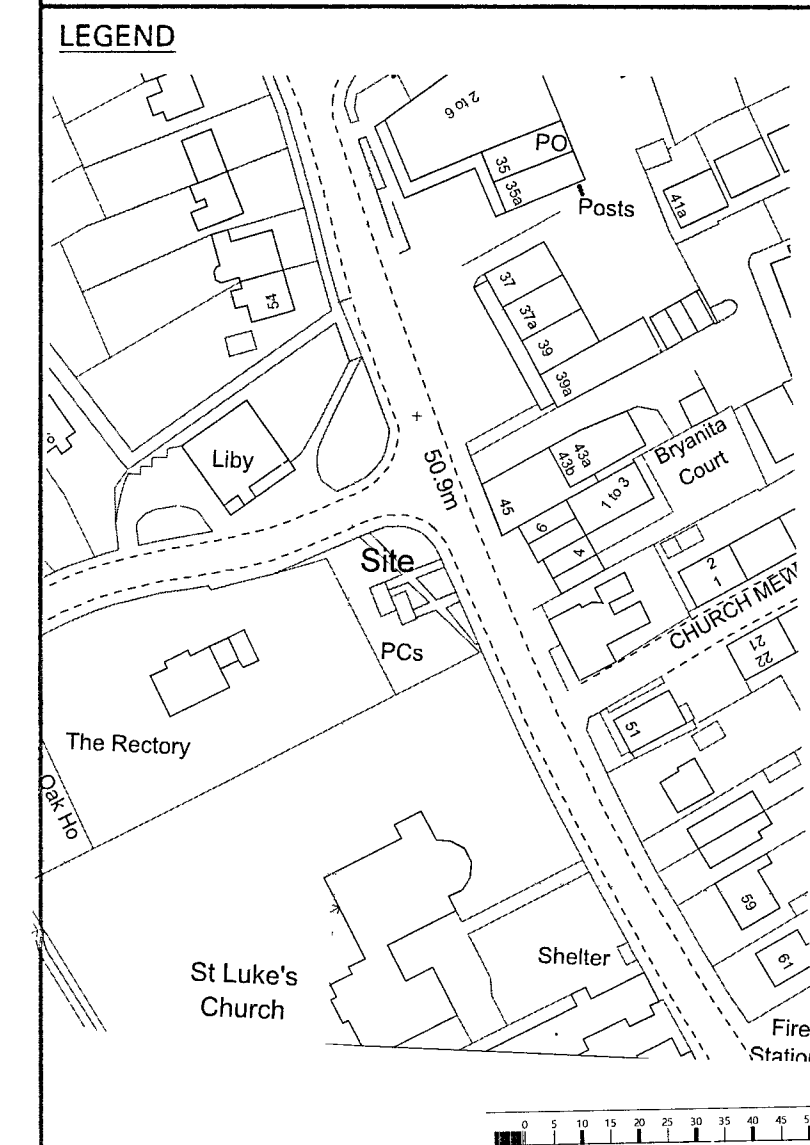 LEGEND
2 to 6
PO
35
35a
Posts
41a
37
37a
39
39a
54
Liby
50.9m
43a
43b
45
1 to 3
6
4
Bryanita
Court
Site
PCs
2
1
CHURCH MEW
21
22
51
The Rectory
Oak Ho
59
61
St Luke's
Church
Shelter
Fire
Station
0 5 10 15 20 25 30 35 40 45